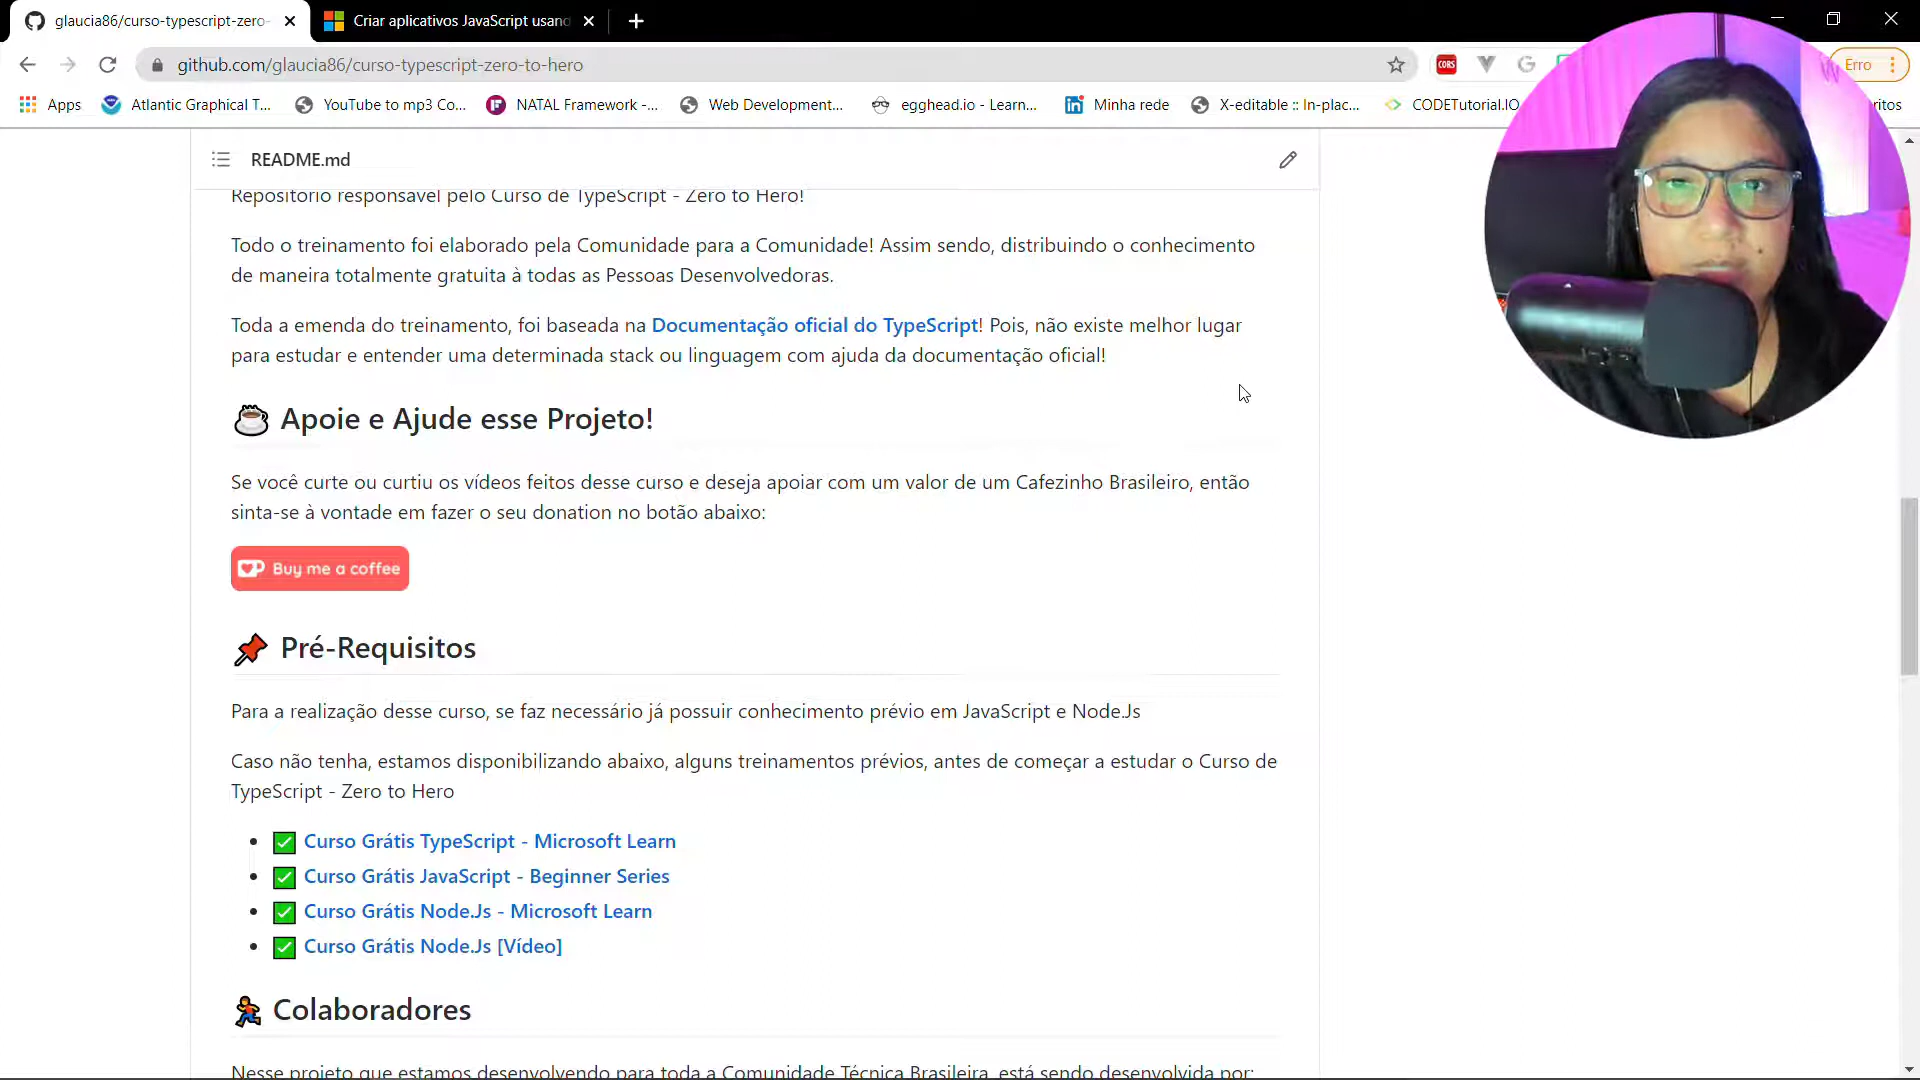 glaucia86/curso-typescript-zero-
Criar aplicativos JavaScript usand
github.com/glaucia86/curso-typescript-zero-to-hero
CORS
G
Erro
Apps
Atlantic Graphical T...
YouTube to mp3 Co...
NATAL Framework -...
Web Development...
egghead.io - Learn...
Minha rede
X-editable :: In-plac...
CODETutorial.IO
ritos
README.md
Repositório responsável pelo Curso de TypeScript - Zero to Hero!
Todo o treinamento foi elaborado pela Comunidade para a Comunidade! Assim sendo, distribuindo o conhecimento
de maneira totalmente gratuita à todas as Pessoas Desenvolvedoras.
Toda a emenda do treinamento, foi baseada na Documentação oficial do TypeScript! Pois, não existe melhor lugar
para estudar e entender uma determinada stack ou linguagem com ajuda da documentação oficial!
Apoie e Ajude esse Projeto!
Se você curte ou curtiu os vídeos feitos desse curso e deseja apoiar com um valor de um Cafezinho Brasileiro, então
sinta-se à vontade em fazer o seu donation no botão abaixo:
Buy me a coffee
Pré-Requisitos
Para a realização desse curso, se faz necessário já possuir conhecimento prévio em JavaScript e Node.Js
Caso não tenha, estamos disponibilizando abaixo, alguns treinamentos prévios, antes de começar a estudar o Curso de
TypeScript - Zero to Hero
Curso Grátis TypeScript - Microsoft Learn
Curso Grátis JavaScript - Beginner Series
Curso Grátis Node.Js - Microsoft Learn
Curso Grátis Node.Js [Vídeo]
Colaboradores
Nesse projeto que estamos desenvolvendo para toda a Comunidade Técnica Brasileira, está sendo desenvolvida por: